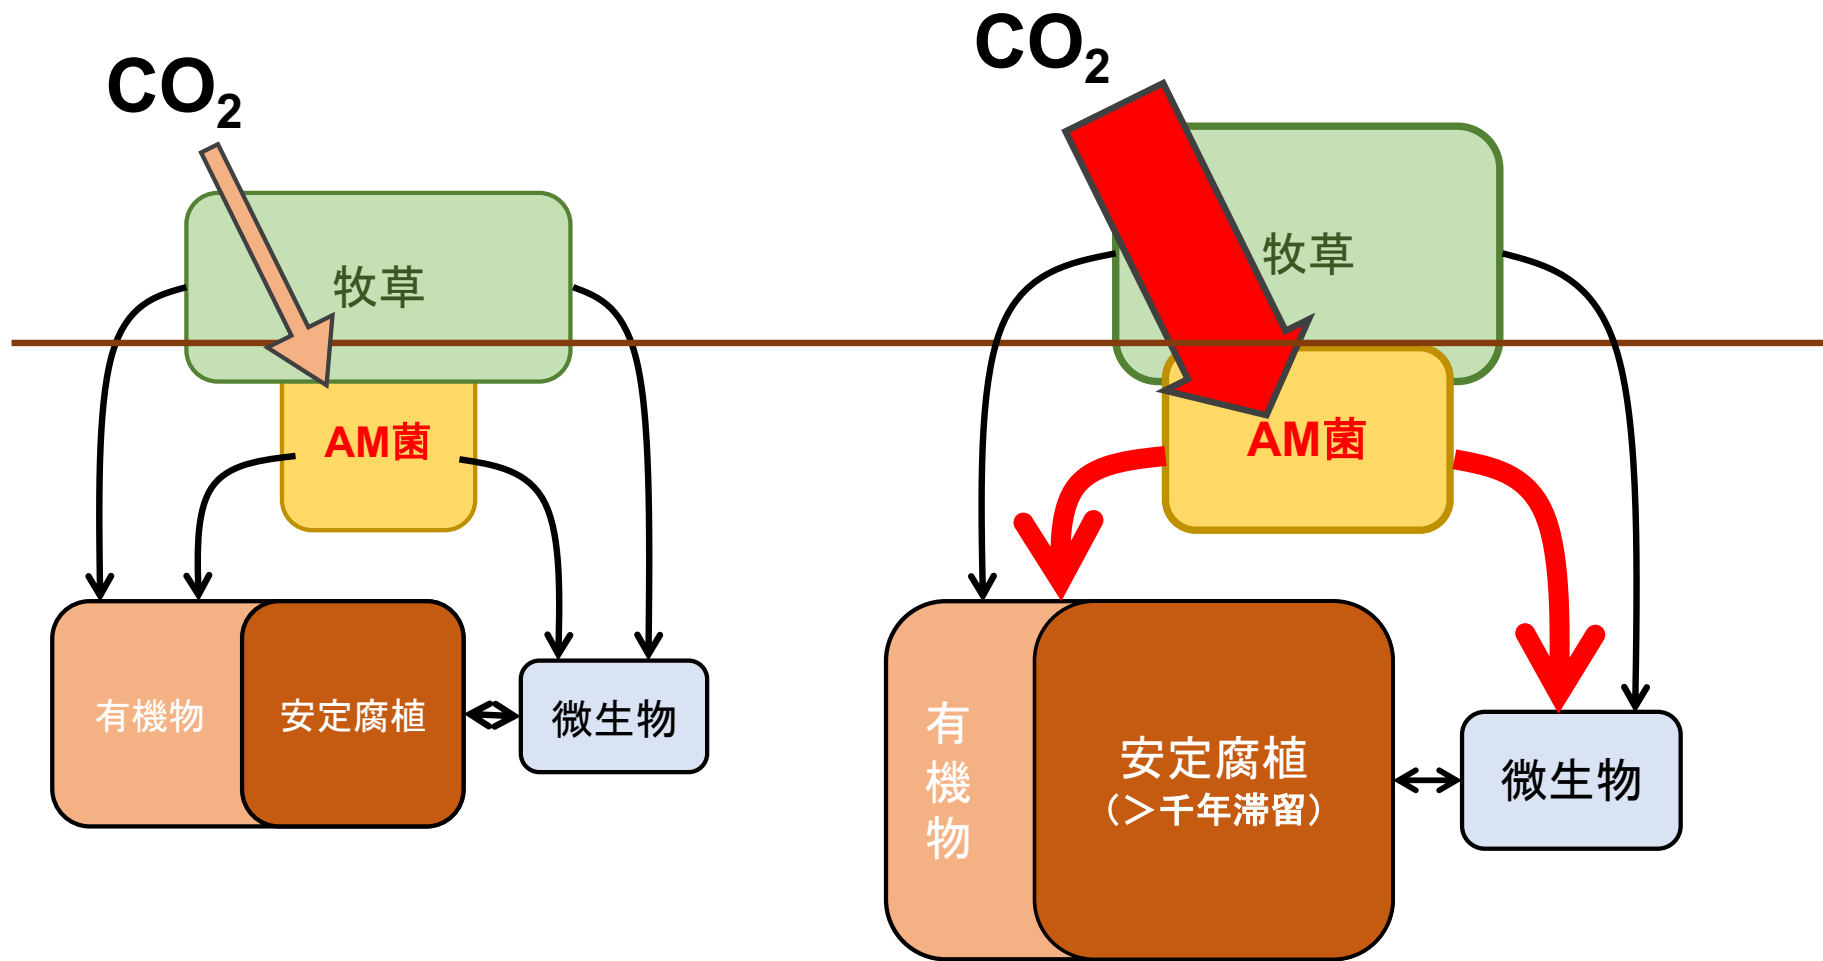 CO₂
牧草
AM菌
有機物
安定腐植
微生物
CO₂
牧草
AM菌
有機物
安定腐植
（＞千年滞留）
微生物